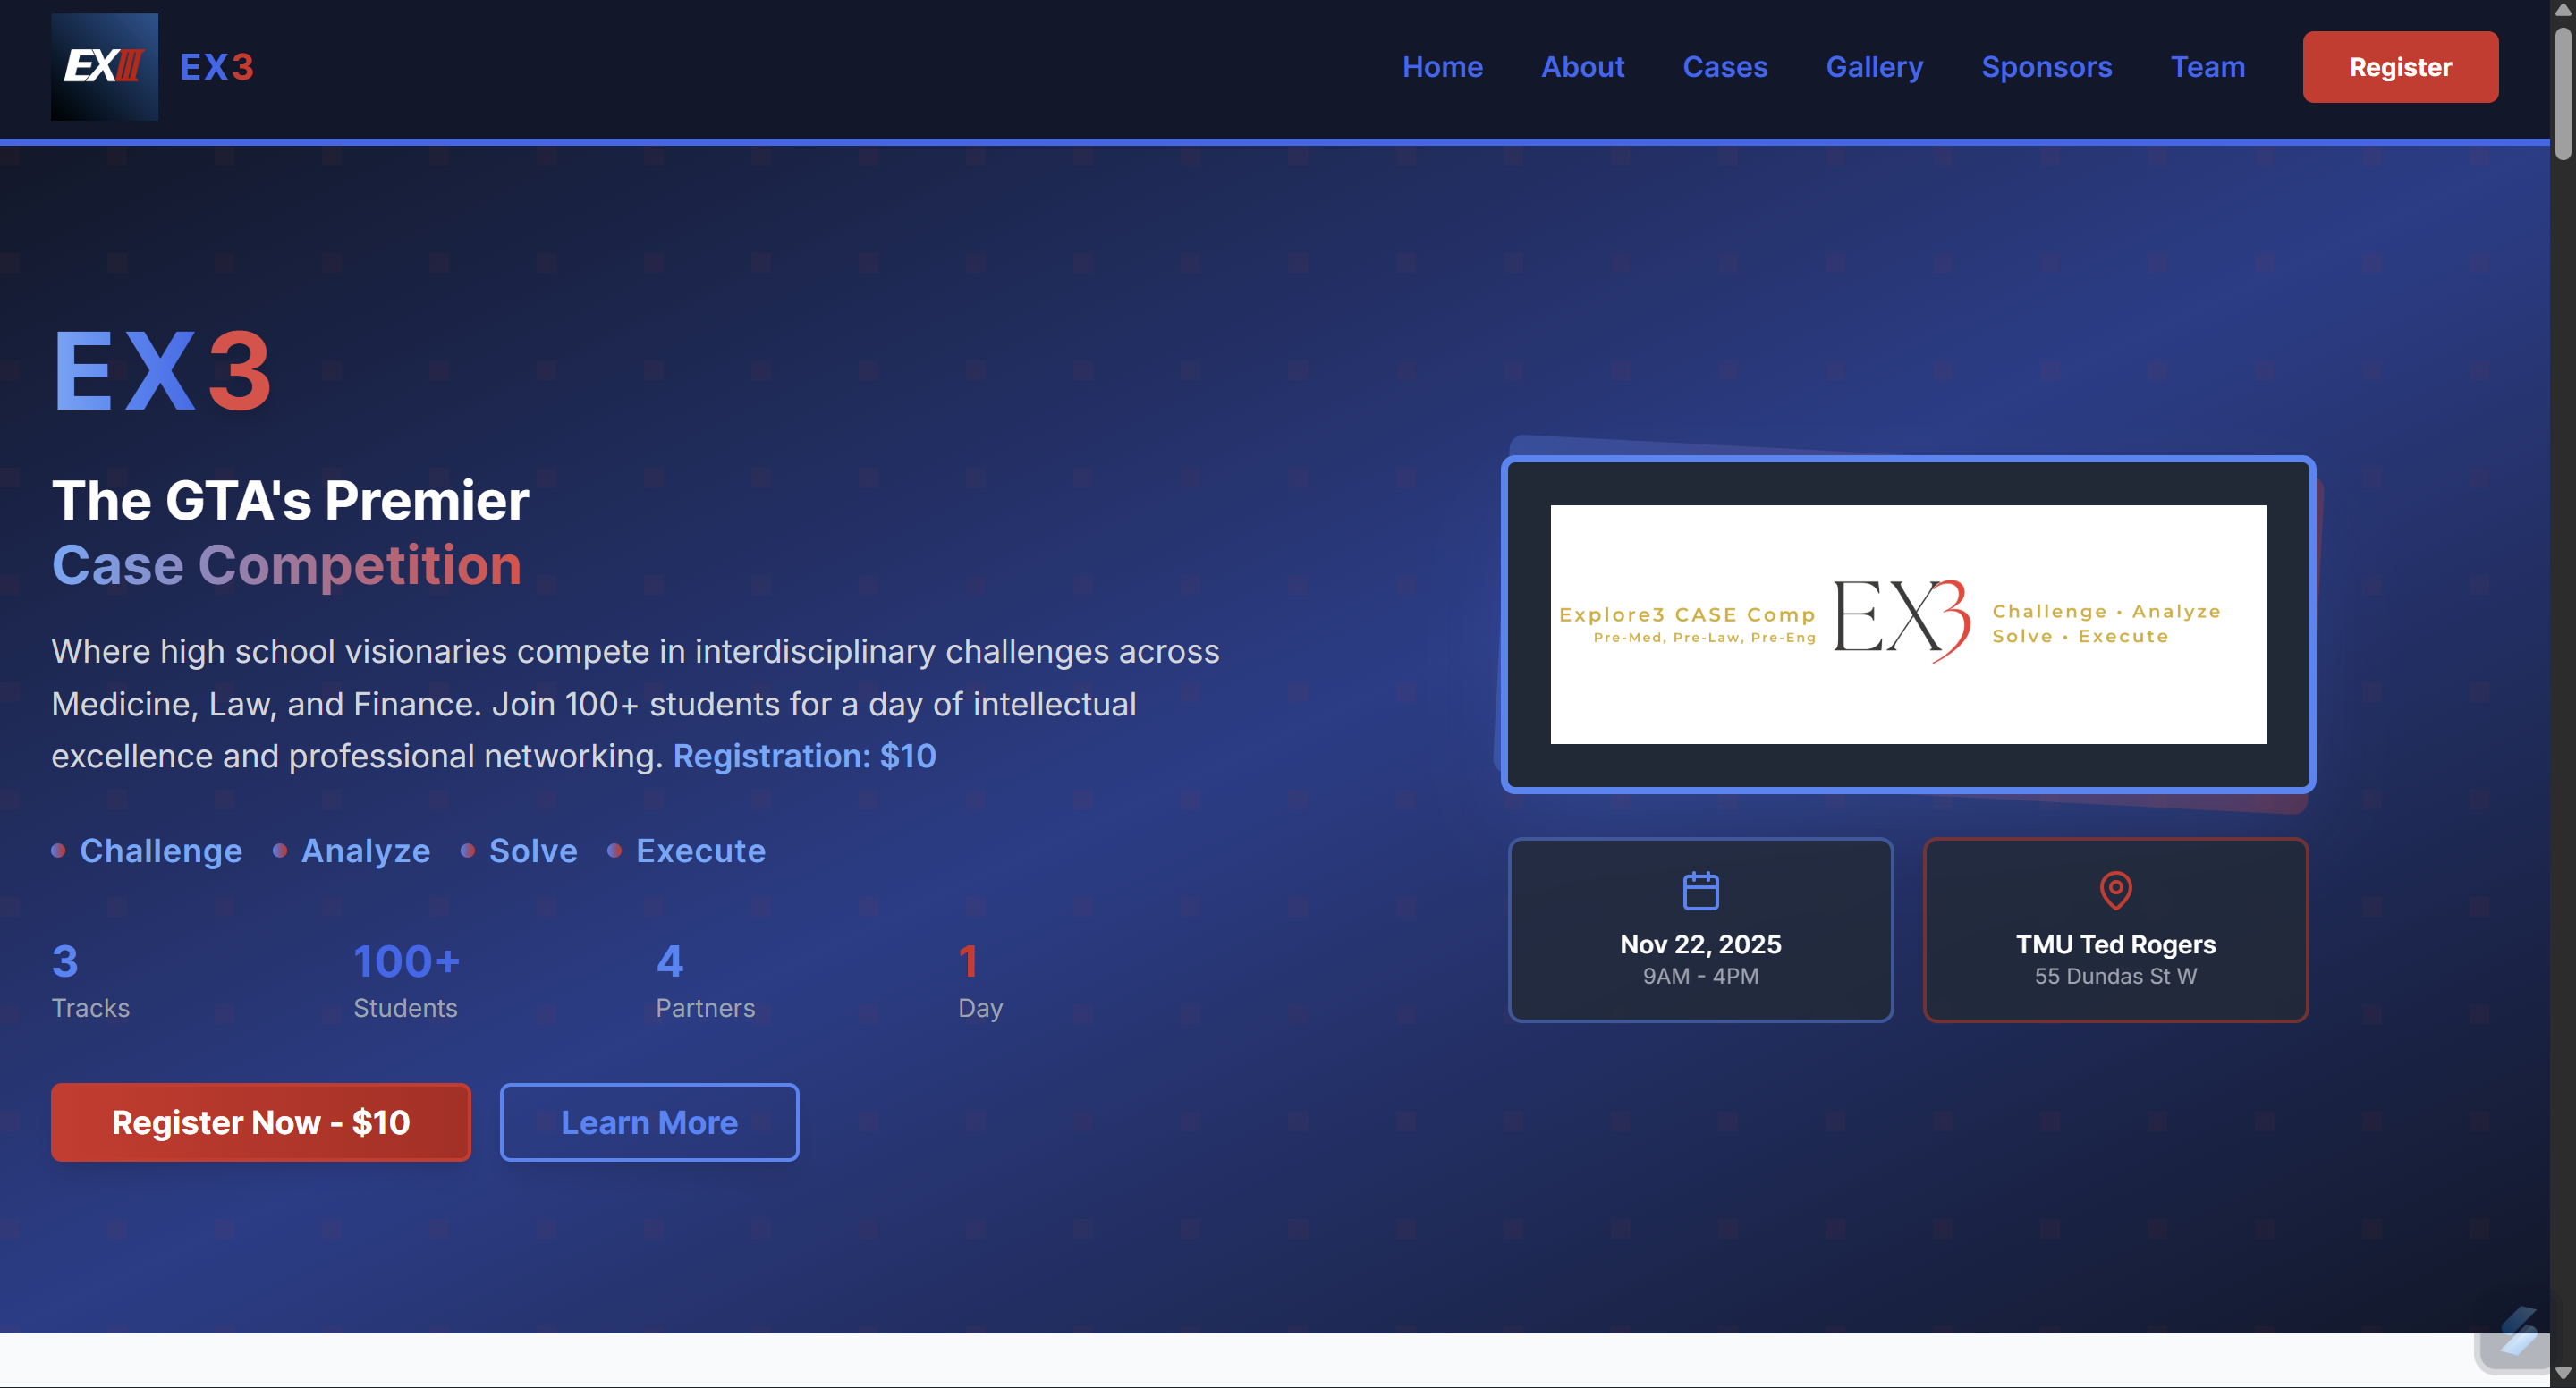 EXIII
EX3
Home
About
Cases
Gallery
Sponsors
Team
Register
EX3
The GTA's Premier
Case Competition
Where high school visionaries compete in interdisciplinary challenges across
Medicine, Law, and Finance. Join 100+ students for a day of intellectual
excellence and professional networking. Registration: $10
Challenge
Analyze
Solve
Execute
3
Tracks
100+
Students
4
Partners
1
Day
Register Now - $10
Learn More
Explore3 CASE Comp
Pre-Med, Pre-Law, Pre-Eng
EX3
Challenge • Analyze
Solve • Execute
Nov 22, 2025
9AM - 4PM
TMU Ted Rogers
55 Dundas St W